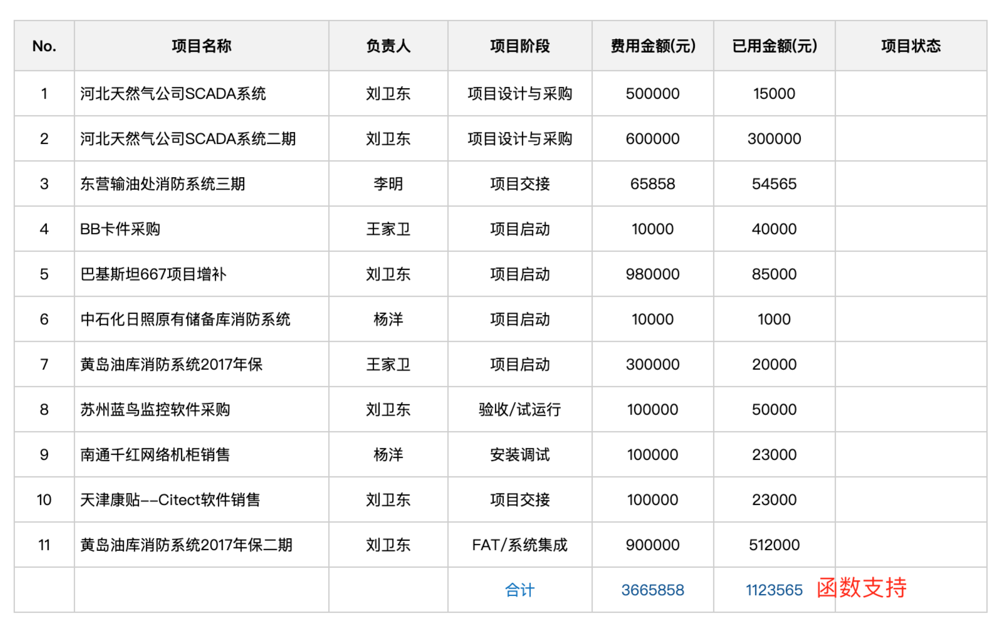 No. 项目名称 负责人 项目阶段 费用金额(元) 已用金额(元) 项目状态
1 河北天然气公司SCADA系统 刘卫东 项目设计与采购 500000 15000
2 河北天然气公司SCADA系统二期 刘卫东 项目设计与采购 600000 300000
3 东营输油处消防系统三期 李明 项目交接 65858 54565
4 BB卡件采购 王家卫 项目启动 10000 40000
5 巴基斯坦667项目增补 刘卫东 项目启动 980000 85000
6 中石化日照原有储备库消防系统 杨洋 项目启动 10000 1000
7 黄岛油库消防系统2017年保 王家卫 项目启动 300000 20000
8 苏州蓝鸟监控软件采购 刘卫东 验收/试运行 100000 50000
9 南通千红网络机柜销售 杨洋 安装调试 100000 23000
10 天津康贴--Citect软件销售 刘卫东 项目交接 100000 23000
11 黄岛油库消防系统2017年保二期 刘卫东 FAT/系统集成 900000 512000
合计 3665858 1123565 函数支持